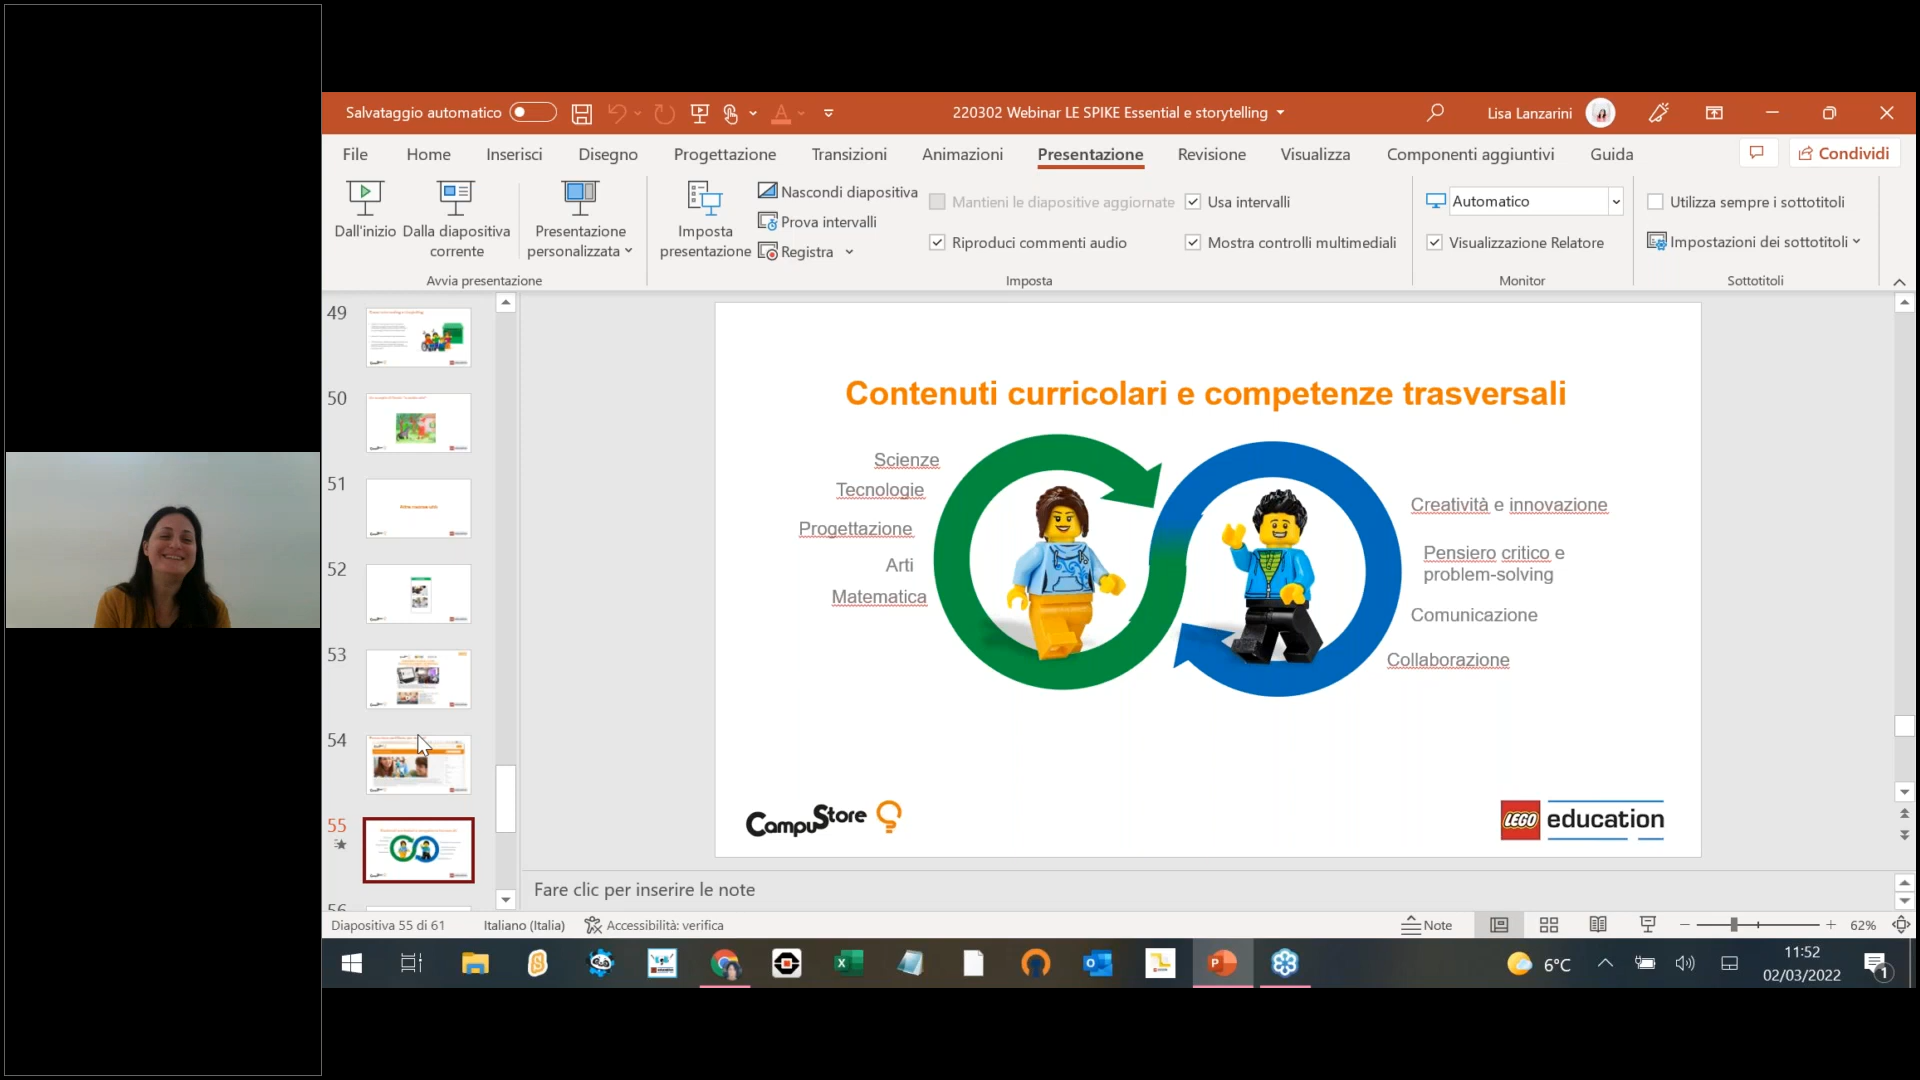 Salvataggio automatico
220302 Webinar LE SPIKE Essential e storytelling
Lisa Lanzarini
File Home Inserisci Disegno Progettazione Transizioni Animazioni Presentazione Revisione Visualizza Componenti aggiuntivi Guida
Condividi
Dall'inizio
Dalla diapositiva
corrente
Presentazione
personalizzata
Avvia presentazione
Imposta
presentazione
Nascondi diapositiva
Prova intervalli
Registra
Mantieni le diapositive aggiornate
Riproduci commenti audio
Usa intervalli
Mostra controlli multimediali
Imposta
Automatico
Visualizzazione Relatore
Monitor
Utilizza sempre i sottotitoli
Impostazioni dei sottotitoli
Sottotitoli
49
50
51
52
53
54
55
56
Contenuti curricolari e competenze trasversali
Scienze
Tecnologie
Progettazione
Arti
Matematica
Creatività e innovazione
Pensiero critico e
problem-solving
Comunicazione
Collaborazione
CampuStore
LEGO education
Fare clic per inserire le note
Diapositiva 55 di 61
Italiano (Italia)
Accessibilità: verifica
Note
62%
6°C
11:52
02/03/2022
1